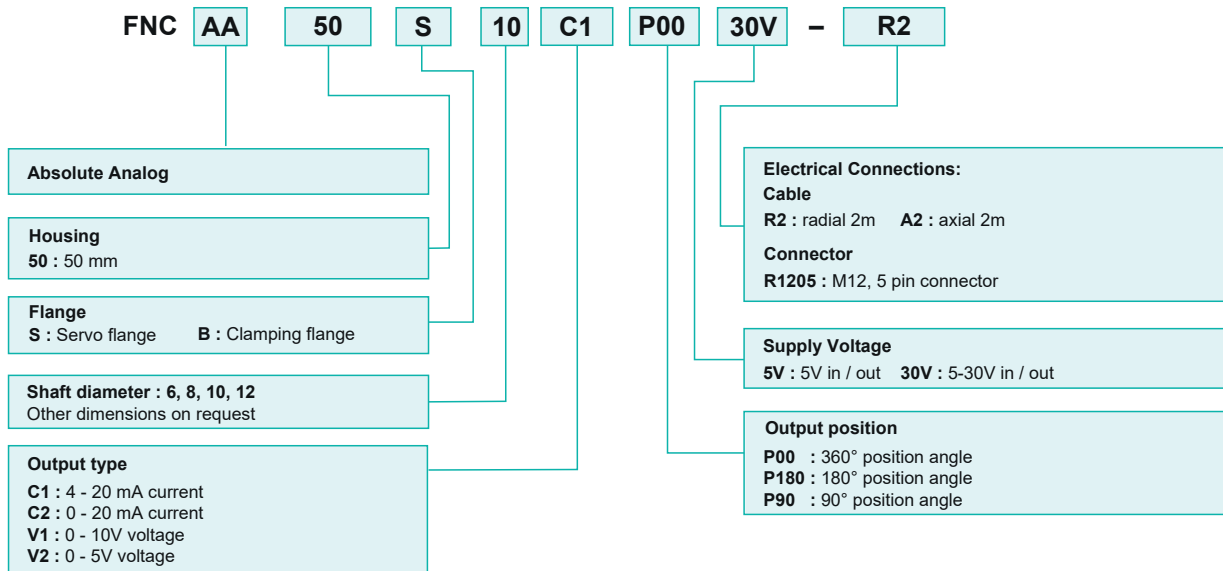 FNC AA 50 S 10 C1 P00 30V – R2
Absolute Analog
Housing
50 : 50 mm
Flange
S : Servo flange B : Clamping flange
Shaft diameter : 6, 8, 10, 12
Other dimensions on request
Output type
C1 : 4 - 20 mA current
C2 : 0 - 20 mA current
V1 : 0 - 10V voltage
V2 : 0 - 5V voltage
Electrical Connections:
Cable
R2 : radial 2m A2 : axial 2m
Connector
R1205 : M12, 5 pin connector
Supply Voltage
5V : 5V in / out 30V : 5-30V in / out
Output position
P00 : 360° position angle
P180 : 180° position angle
P90 : 90° position angle